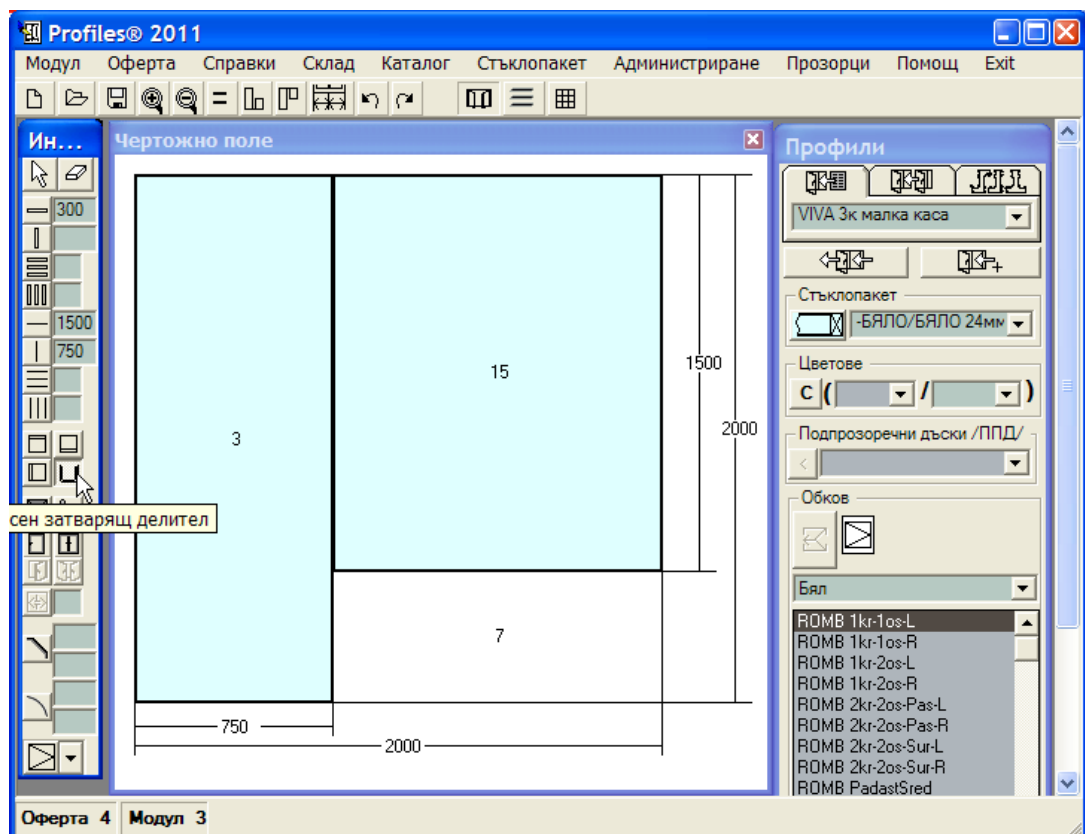 Profiles® 2011
Модул Оферта Справки Склад Каталог Стъклопакет Администриране Прозорци Помощ Exit
Ин...
300
1500
750
сен затварящ делител
Чертожно поле
3
15
7
1500
2000
750
2000
Профили
VIVA 3к малка каса
Стъклопакет
-БЯЛО/БЯЛО 24мм
Цветове
C ( / )
Подпрозоречни дъски /ППД/
<
Обков
Бял
ROMB 1kr-1os-L
ROMB 1kr-1os-R
ROMB 1kr-2os-L
ROMB 1kr-2os-R
ROMB 2kr-2os-Pas-L
ROMB 2kr-2os-Pas-R
ROMB 2kr-2os-Sur-L
ROMB 2kr-2os-Sur-R
ROMB PadastSred
Оферта 4 Модул 3